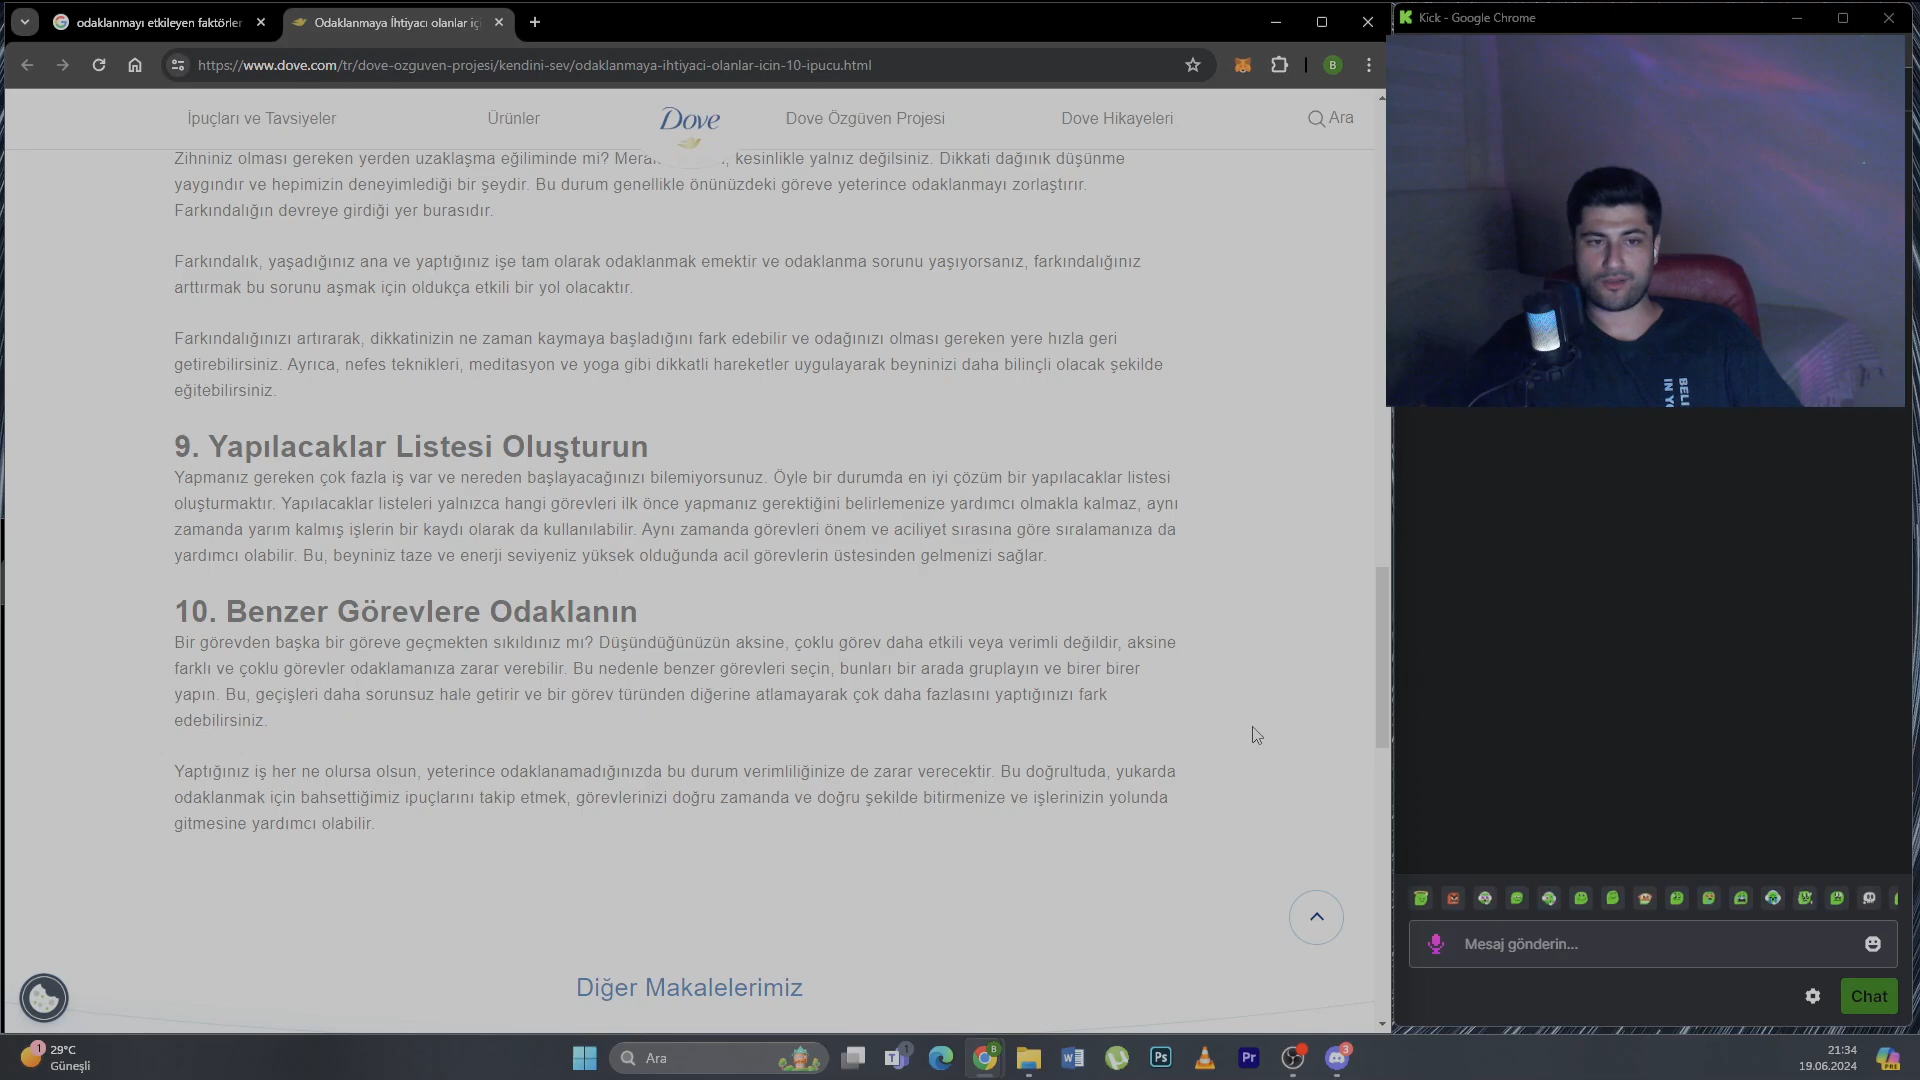 odaklanmayı etkileyen faktörler
Odaklanmaya İhtiyacı olanlar içi
Kick - Google Chrome
https://www.dove.com/tr/dove-ozguven-projesi/kendini-sev/odaklanmaya-ihtiyaci-olanlar-icin-10-ipucu.html
B
İpuçları ve Tavsiyeler
Ürünler
Dove
Dove Özgüven Projesi
Dove Hikayeleri
Ara
Zihniniz olması gereken yerden uzaklaşma eğiliminde mi? kesinlikle yalnız değilsiniz. Dikkati dağınık düşünme
yaygındır ve hepimizin deneyimlediği bir şeydir. Bu durum genellikle önünüzdeki göreve yeterince odaklanmayı zorlaştırır.
Farkındalığın devreye girdiği yer burasıdır.
Farkındalık, yaşadığınız ana ve yaptığınız işe tam olarak odaklanmak emektir ve odaklanma sorunu yaşıyorsanız, farkındalığınız
arttırmak bu sorunu aşmak için oldukça etkili bir yol olacaktır.
Farkındalığınızı artırarak, dikkatinizin ne zaman kaymaya başladığını fark edebilir ve odağınızı olması gereken yere hızla geri
getirebilirsiniz. Ayrıca, nefes teknikleri, meditasyon ve yoga gibi dikkatli hareketler uygulayarak beyninizi daha bilinçli olacak şekilde
eğitebilirsiniz.
9. Yapılacaklar Listesi Oluşturun
Yapmanız gereken çok fazla iş var ve nereden başlayacağınızı bilemiyorsunuz. Öyle bir durumda en iyi çözüm bir yapılacaklar listesi
oluşturmaktır. Yapılacaklar listeleri yalnızca hangi görevleri ilk önce yapmanız gerektiğini belirlemenize yardımcı olmakla kalmaz, aynı
zamanda yarım kalmış işlerin bir kaydı olarak da kullanılabilir. Aynı zamanda görevleri önem ve aciliyet sırasına göre sıralamanıza da
yardımcı olabilir. Bu, beyniniz taze ve enerji seviyeniz yüksek olduğunda acil görevlerin üstesinden gelmenizi sağlar.
10. Benzer Görevlere Odaklanın
Bir görevden başka bir göreve geçmekten sıkıldınız mı? Düşündüğünüzün aksine, çoklu görev daha etkili veya verimli değildir, aksine
farklı ve çoklu görevler odaklamanıza zarar verebilir. Bu nedenle benzer görevleri seçin, bunları bir arada gruplayın ve birer birer
yapın. Bu, geçişleri daha sorunsuz hale getirir ve bir görev türünden diğerine atlamayarak çok daha fazlasını yaptığınızı fark
edebilirsiniz.
Yaptığınız iş her ne olursa olsun, yeterince odaklanamadığınızda bu durum verimliliğinize de zarar verecektir. Bu doğrultuda, yukarda
odaklanmak için bahsettiğimiz ipuçlarını takip etmek, görevlerinizi doğru zamanda ve doğru şekilde bitirmenize ve işlerinizin yolunda
gitmesine yardımcı olabilir.
Diğer Makalelerimiz
BELI
IN YO
Mesaj gönderin...
Chat
1
29°C
Güneşli
Ara
1
B
Ps
Pr
3
21:34
19.06.2024